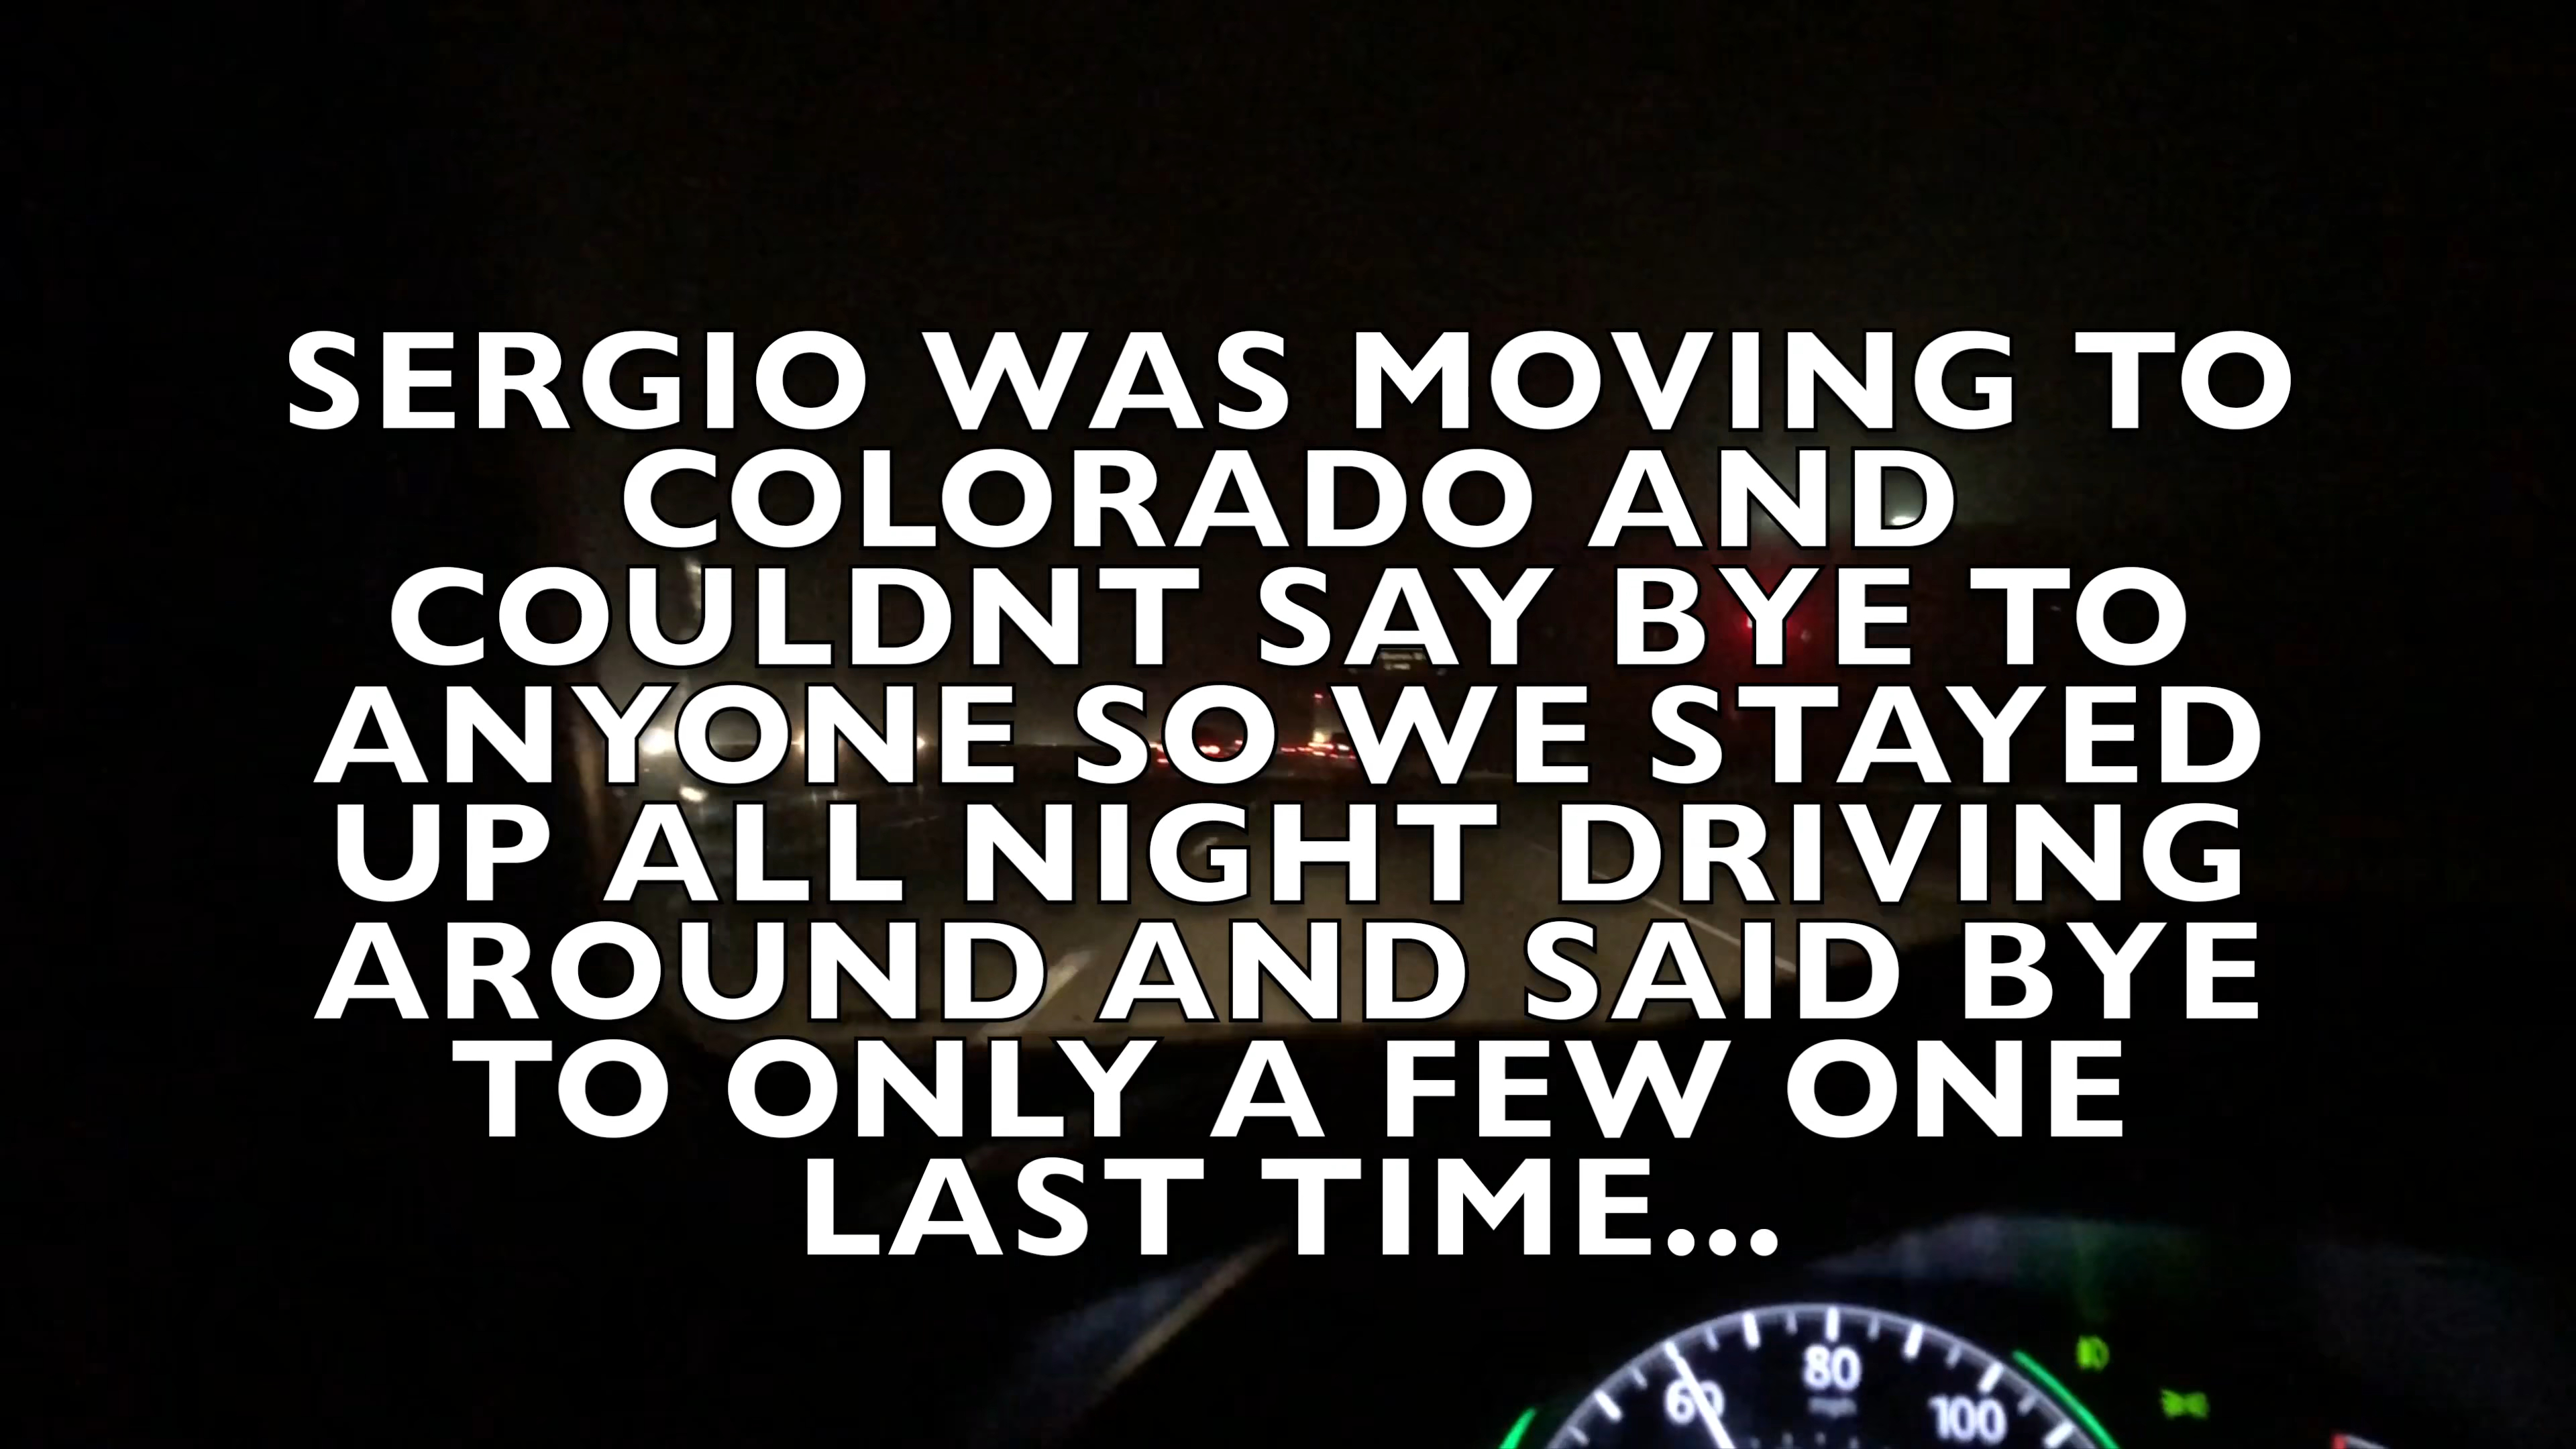 SERGIO WAS MOVING TO
COLORADO AND
COULDNT SAY BYE TO
ANYONE SO WE STAYED
UP ALL NIGHT DRIVING
AROUND AND SAID BYE
TO ONLY A FEW ONE
LAST TIME...
80
60
mph
100